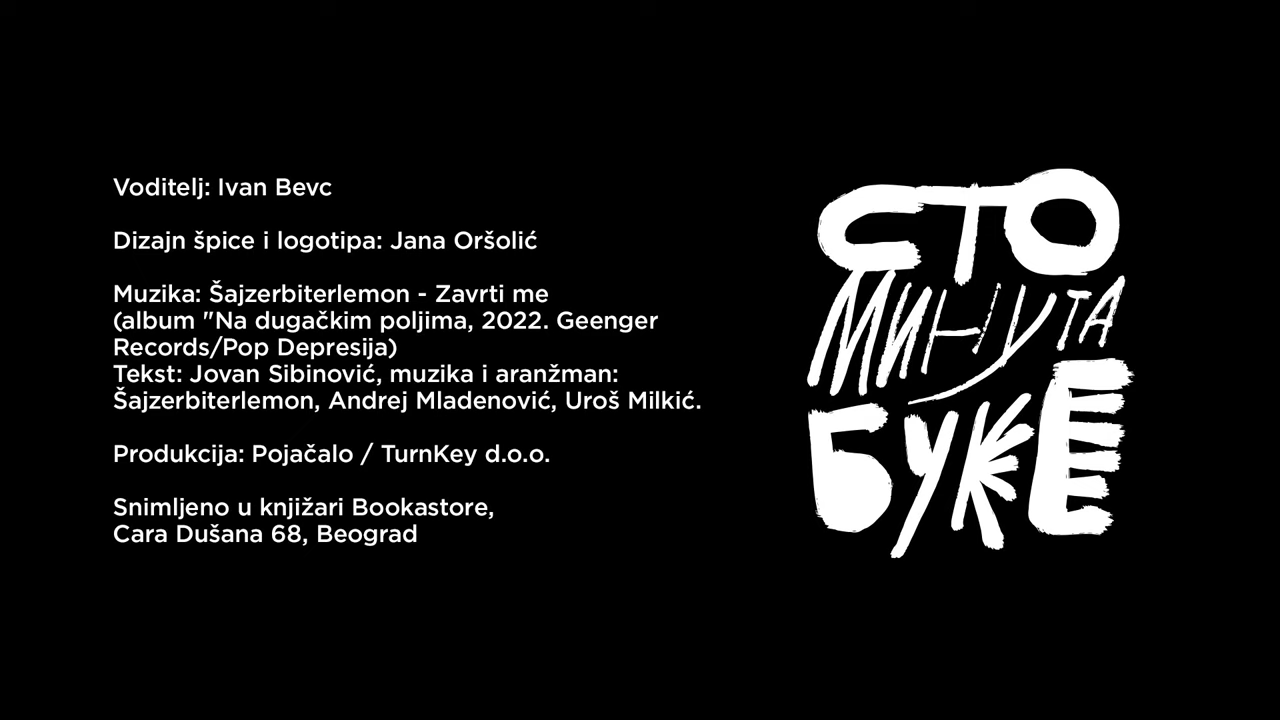 Voditelj: Ivan Bevc
Dizajn špice i logotipa: Jana Oršolić
Muzika: Šajzerbiterlemon - Zavrti me
(album "Na dugačkim poljima, 2022. Geenger
Records/Pop Depresija)
Tekst: Jovan Sibinović, muzika i aranžman:
Šajzerbiterlemon, Andrej Mladenović, Uroš Milkić.
Produkcija: Pojačalo / TurnKey d.o.o.
Snimljeno u knjižari Bookastore,
Cara Dušana 68, Beograd
СТО
МИНУТА
БУКЕ